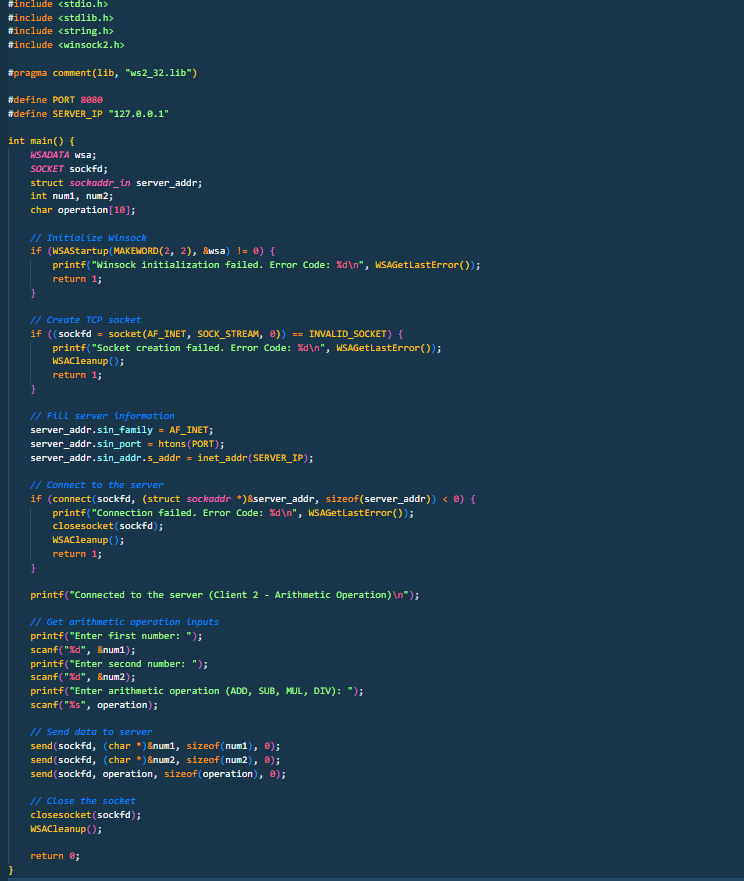 #include <stdio.h>
#include <stdlib.h>
#include <string.h>
#include <winsock2.h>

#pragma comment(lib, "ws2_32.lib")

#define PORT 8080
#define SERVER_IP "127.0.0.1"

int main() {
    WSADATA wsa;
    SOCKET sockfd;
    struct sockaddr_in server_addr;
    int num1, num2;
    char operation[10];

    // Initialize Winsock
    if (WSAStartup(MAKEWORD(2, 2), &wsa) != 0) {
        printf("Winsock initialization failed. Error Code: %d\n", WSAGetLastError());
        return 1;
    }

    // Create TCP socket
    if ((sockfd = socket(AF_INET, SOCK_STREAM, 0)) == INVALID_SOCKET) {
        printf("Socket creation failed. Error Code: %d\n", WSAGetLastError());
        WSACleanup();
        return 1;
    }

    // Fill server information
    server_addr.sin_family = AF_INET;
    server_addr.sin_port = htons(PORT);
    server_addr.sin_addr.s_addr = inet_addr(SERVER_IP);

    // Connect to the server
    if (connect(sockfd, (struct sockaddr *)&server_addr, sizeof(server_addr)) < 0) {
        printf("Connection failed. Error Code: %d\n", WSAGetLastError());
        closesocket(sockfd);
        WSACleanup();
        return 1;
    }

    printf("Connected to the server (Client 2 - Arithmetic Operation)\n");

    // Get arithmetic operation inputs
    printf("Enter first number: ");
    scanf("%d", &num1);
    printf("Enter second number: ");
    scanf("%d", &num2);
    printf("Enter arithmetic operation (ADD, SUB, MUL, DIV): ");
    scanf("%s", operation);

    // Send data to server
    send(sockfd, (char *)&num1, sizeof(num1), 0);
    send(sockfd, (char *)&num2, sizeof(num2), 0);
    send(sockfd, operation, sizeof(operation), 0);

    // Close the socket
    closesocket(sockfd);
    WSACleanup();

    return 0;
}